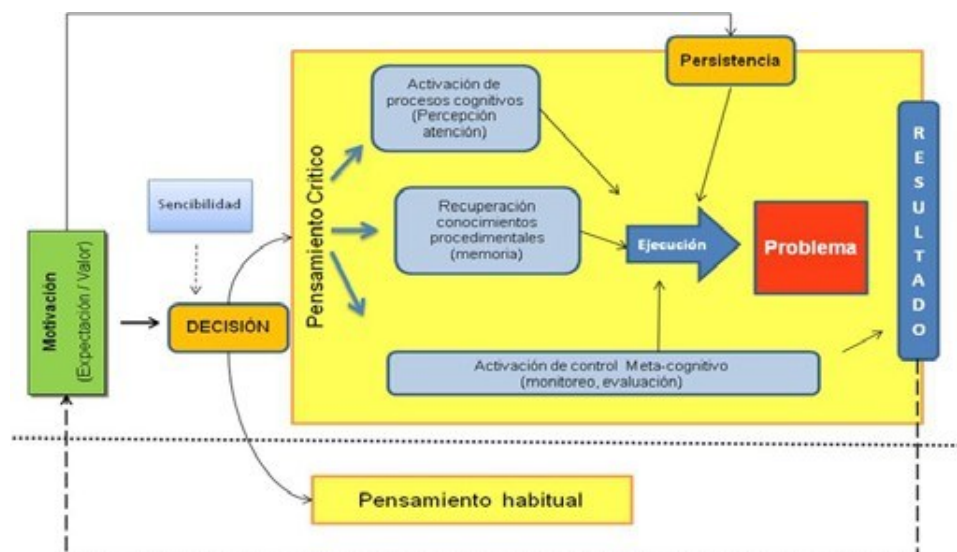 Motivación
(Expectación / Valor)
Sencibilidad
DECISIÓN
Pensamiento Critico
Activación de
procesos cognitivos
(Percepción
atención)
Recuperación
conocimientos
procedimentales
(memoria)
Activación de control Meta-cognitivo
(monitoreo, evaluación)
Persistencia
Ejecución
Problema
RESULTADO
Pensamiento habitual